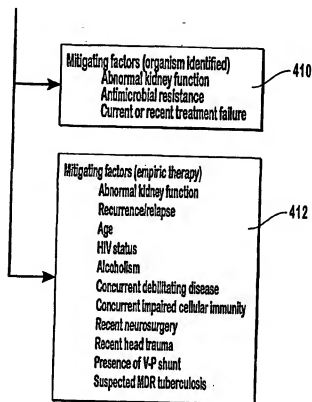 Mitigating factors (organism identified)
Abnormal kidney function
Antimicrobial resistance
Current or recent treatment failure
410
Mitigating factors (empiric therapy)
Abnormal kidney function
Recurrence/relapse
Age
HIV status
Alcoholism
Concurrent debilitating disease
Concurrent impaired cellular immunity
Recent neurosurgery
Recent head trauma
Presence of V-P shunt
Suspected MDR tuberculosis
412